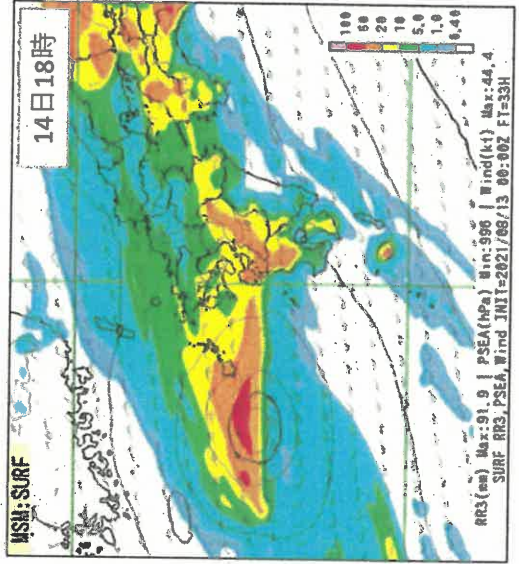 MSM:SURF
14日18時
100
50
20
10
5.0
1.0
0.40
RR3(mm) Max:91.9 | PSEA(hPa) Min:996 | Wind(kt) Max:44.4
SURF RR3,PSEA,Wind INIT=2021/08/13 00:00Z FT=33H